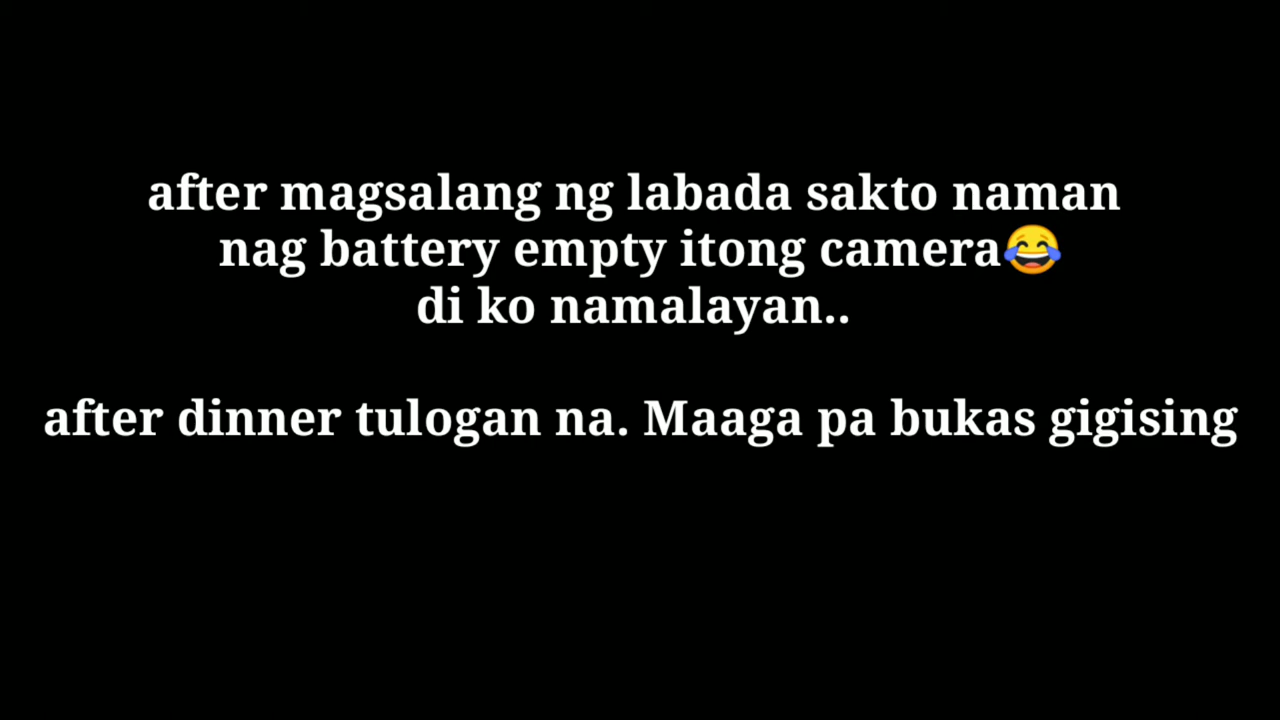 after magsalang ng labada sakto naman
nag battery empty itong camera😂
di ko namalayan..
after dinner tulogan na. Maaga pa bukas gigising